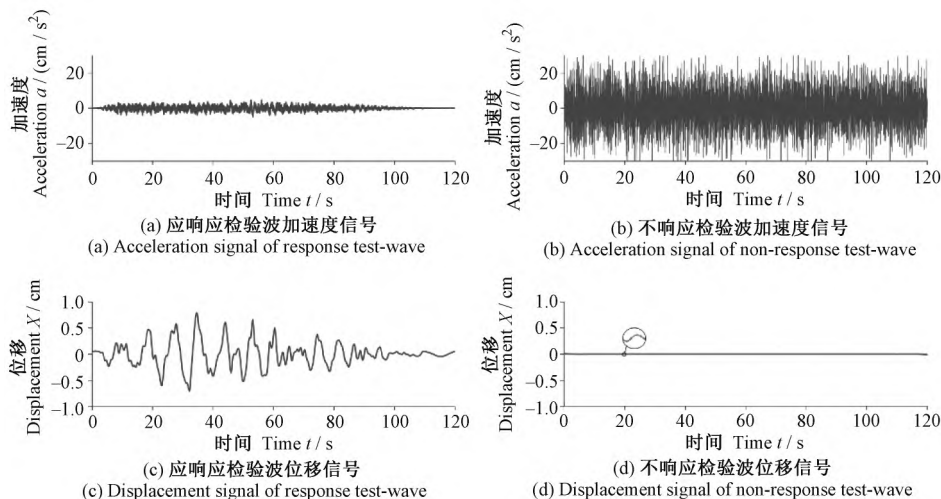 加速度
Acceleration a / (cm / s²)
20
0
–20
0 20 40 60 80 100 120
时间 Time t / s
(a) 应响应检验波加速度信号
(a) Acceleration signal of response test-wave
加速度
Acceleration a / (cm / s²)
20
0
–20
0 20 40 60 80 100 120
时间 Time t / s
(b) 不响应检验波加速度信号
(b) Acceleration signal of non-response test-wave
位移
Displacement X / cm
1.0
0.5
0
–0.5
–1.0
0 20 40 60 80 100 120
时间 Time t / s
(c) 应响应检验波位移信号
(c) Displacement signal of response test-wave
位移
Displacement X / cm
1.0
0.5
0
–0.5
–1.0
0 20 40 60 80 100 120
时间 Time t / s
(d) 不响应检验波位移信号
(d) Displacement signal of non-response test-wave